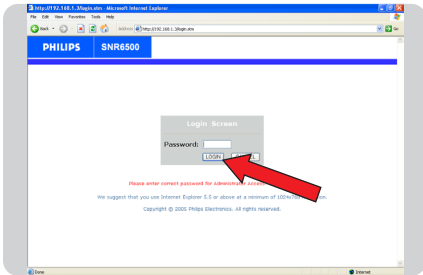 http://192.168.1.3/login.stm - Microsoft Internet Explorer
File Edit View Favorites Tools Help
Back
Address http://192.168.1.3/login.stm
Go
PHILIPS SNR6500
Login Screen
Password:
LOGIN
Please enter correct password for Administrator access
We suggest that you use Internet Explorer 5.5 or above at a minimum of 1024x768
Copyright © 2005 Philips Electronics. All rights reserved.
Done
Internet